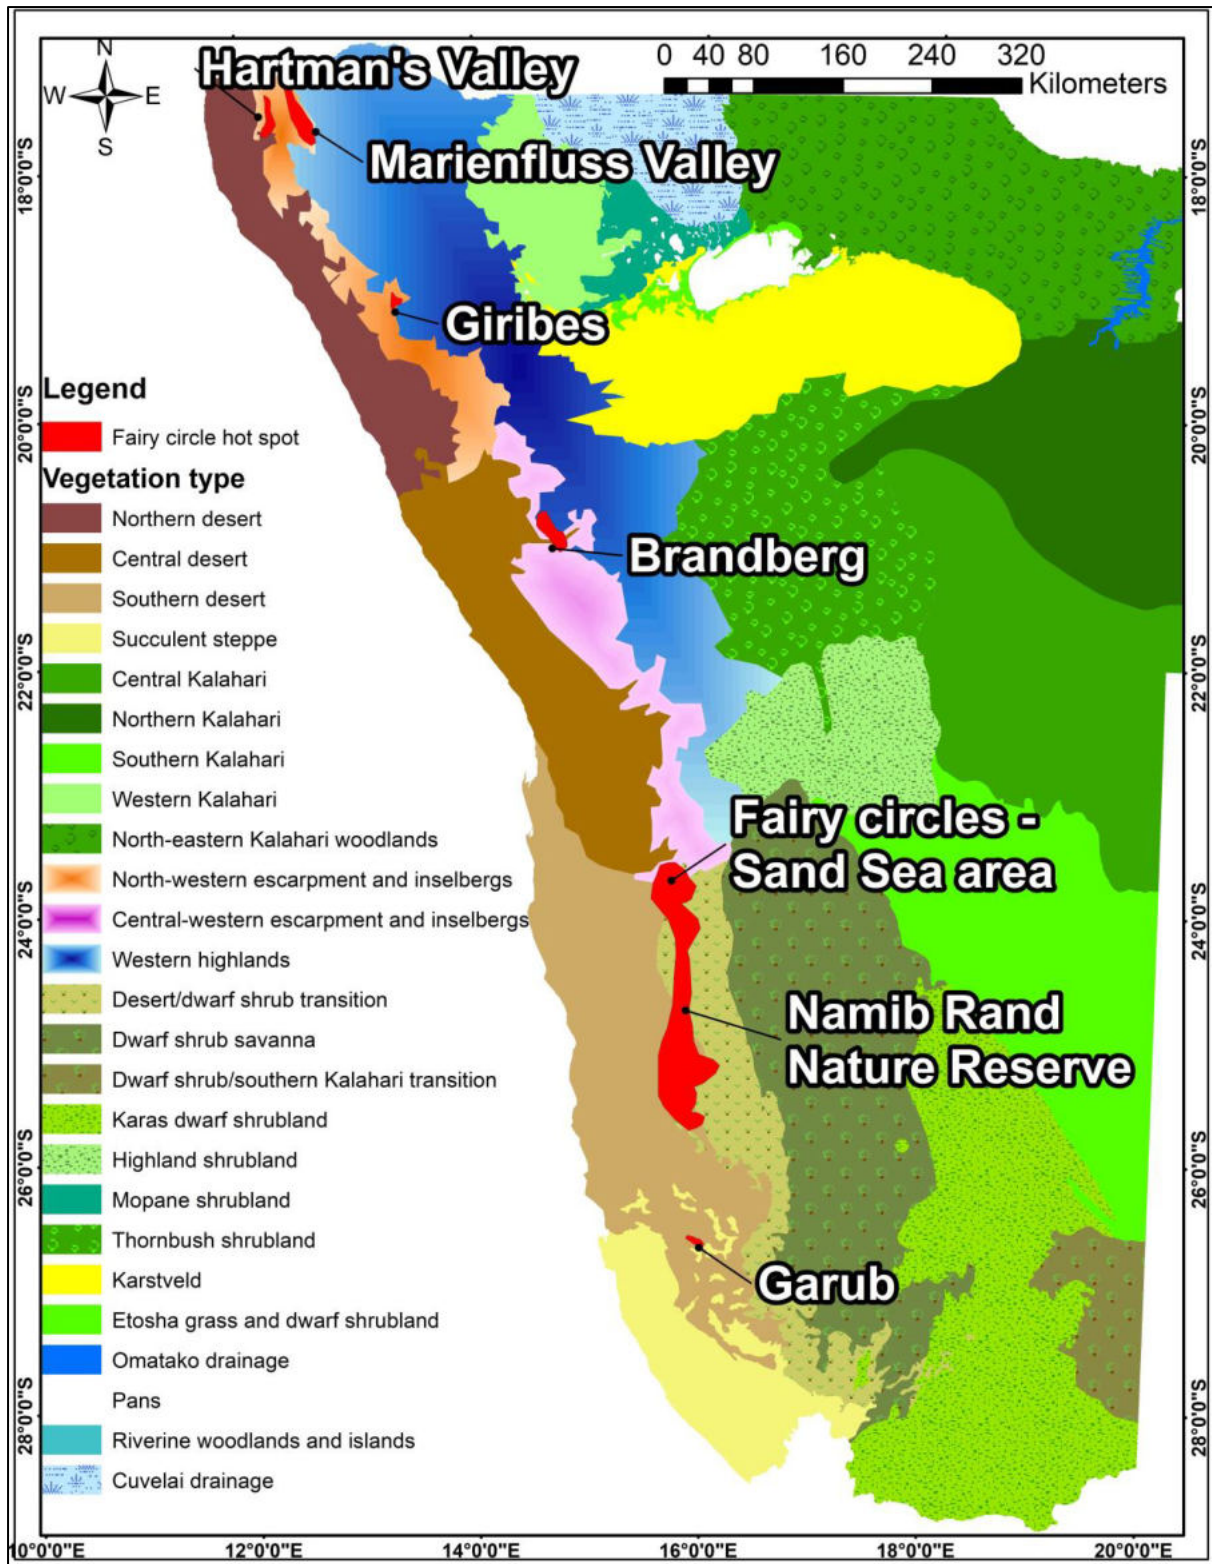 N
W E
S
0 40 80 160 240 320
Kilometers
Hartman's Valley
Marienfluss Valley
Giribes
Brandberg
Fairy circles -
Sand Sea area
Namib Rand
Nature Reserve
Garub
Legend
Fairy circle hot spot
Vegetation type
Northern desert
Central desert
Southern desert
Succulent steppe
Central Kalahari
Northern Kalahari
Southern Kalahari
Western Kalahari
North-eastern Kalahari woodlands
North-western escarpment and inselbergs
Central-western escarpment and inselbergs
Western highlands
Desert/dwarf shrub transition
Dwarf shrub savanna
Dwarf shrub/southern Kalahari transition
Karas dwarf shrubland
Highland shrubland
Mopane shrubland
Thornbush shrubland
Karstveld
Etosha grass and dwarf shrubland
Omatako drainage
Pans
Riverine woodlands and islands
Cuvelai drainage
18°0'0"S
20°0'0"S
22°0'0"S
24°0'0"S
26°0'0"S
28°0'0"S
18°0'0"S
20°0'0"S
22°0'0"S
24°0'0"S
26°0'0"S
28°0'0"S
10°0'0"E 12°0'0"E 14°0'0"E 16°0'0"E 18°0'0"E 20°0'0"E